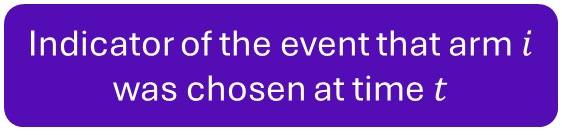 Indicator of the event that arm i
was chosen at time t